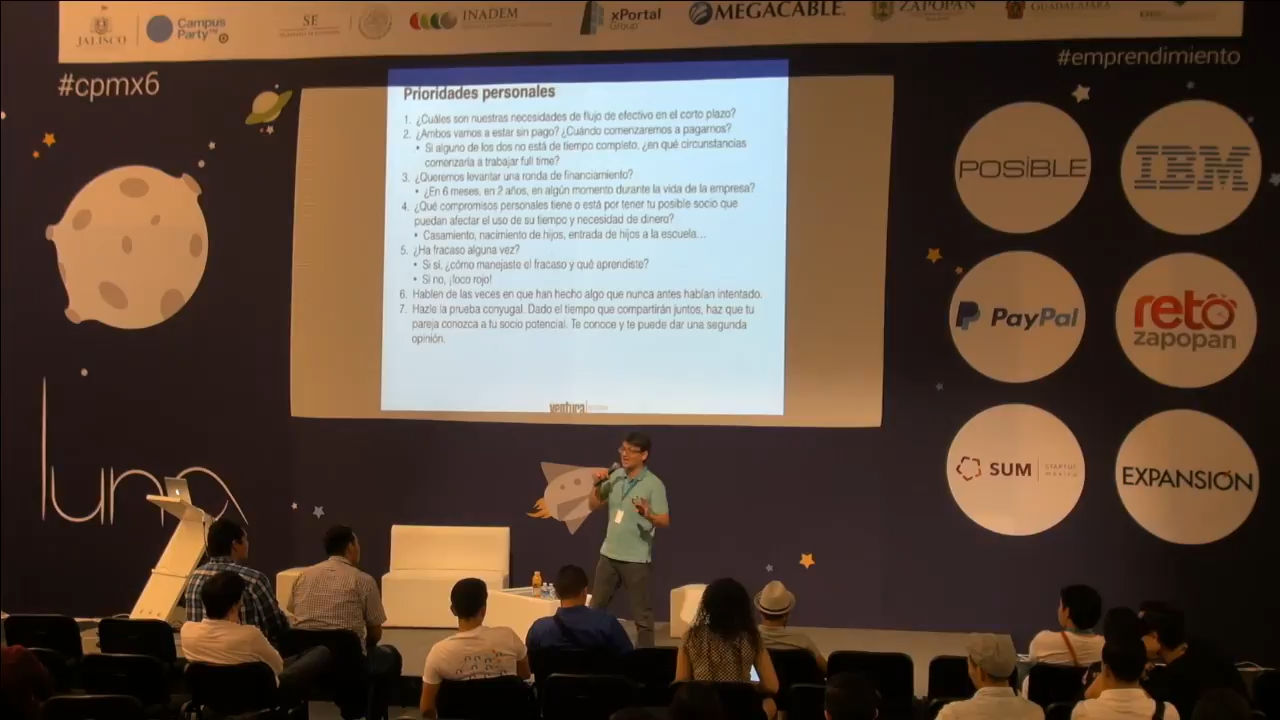 JALISCO
Campus Party
SE
INADEM
xPortal Group
MEGACABLE
ZAPOPAN
GUADALAJARA
#cpmx6
#emprendimiento
Prioridades personales
1. ¿Cuáles son nuestras necesidades de flujo de efectivo en el corto plazo?
2. ¿Ambos vamos a estar sin pago? ¿Cuándo comenzaremos a pagarnos?
• Si alguno de los dos no está de tiempo completo, ¿en qué circunstancias
comenzaría a trabajar full time?
3. ¿Queremos levantar una ronda de financiamiento?
• ¿En 6 meses, en 2 años, en algún momento durante la vida de la empresa?
4. ¿Qué compromisos personales tiene o está por tener tu posible socio que
puedan afectar el uso de su tiempo y necesidad de dinero?
• Casamiento, nacimiento de hijos, entrada de hijos a la escuela...
5. ¿Ha fracaso alguna vez?
• Si sí, ¿cómo manejaste el fracaso y qué aprendiste?
• Si no, ¡foco rojo!
6. Hablen de las veces en que han hecho algo que nunca antes habían intentado.
7. Hazle la prueba conyugal. Dado el tiempo que compartirán juntos, haz que tu
pareja conozca a tu socio potencial. Te conoce y te puede dar una segunda
opinión.
ventura
POSiBLE
IBM
PayPal
reto
zapopan
SUM
STARTUP
MÉXICO
EXPANSIÓN
luna